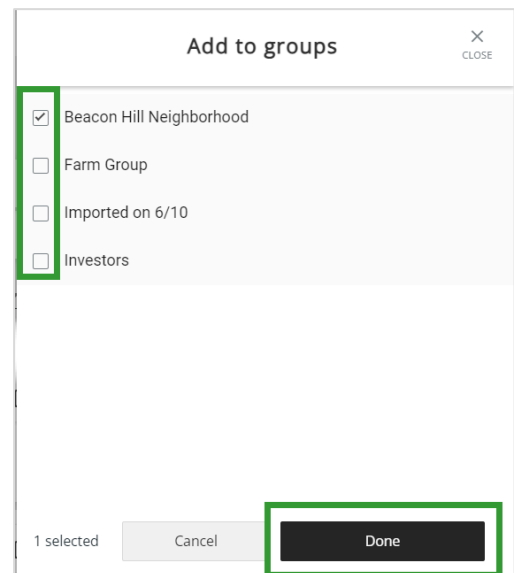 Add to groups
CLOSE
Beacon Hill Neighborhood
Farm Group
Imported on 6/10
Investors
1 selected
Cancel
Done